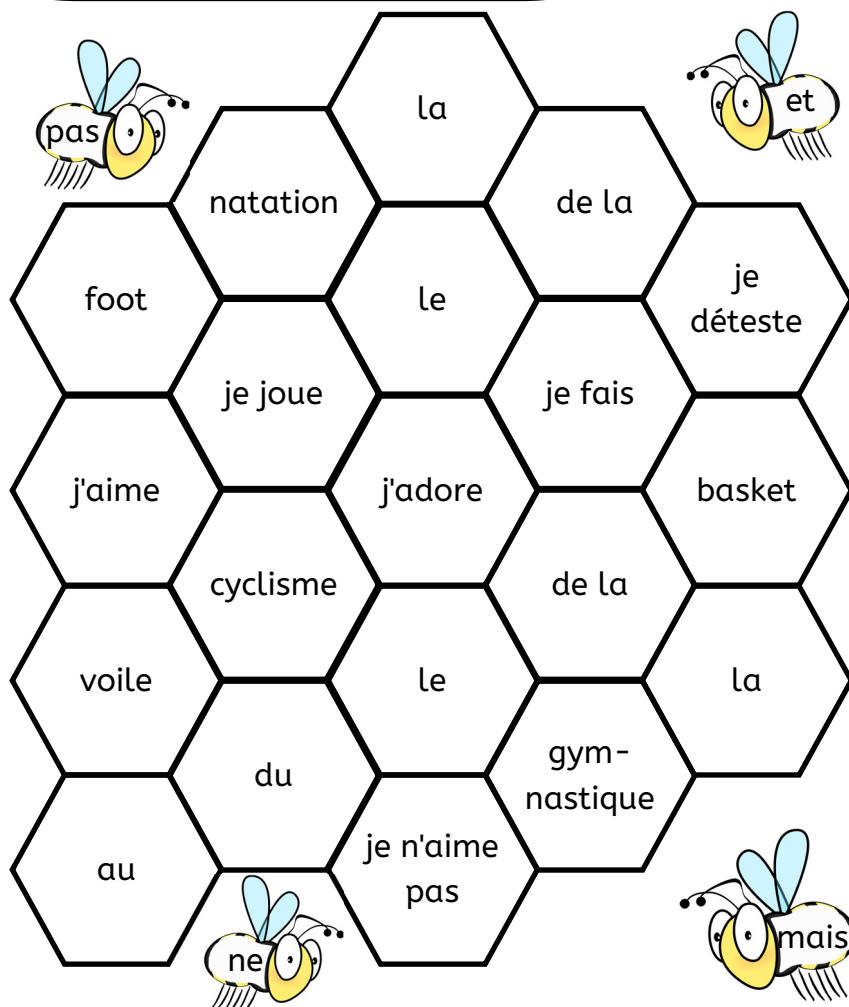 la
pas
et
natation
de la
foot
le
je
déteste
je joue
je fais
j'aime
j'adore
basket
cyclisme
de la
voile
le
la
du
gym-
nastique
au
je n'aime
pas
ne
mais